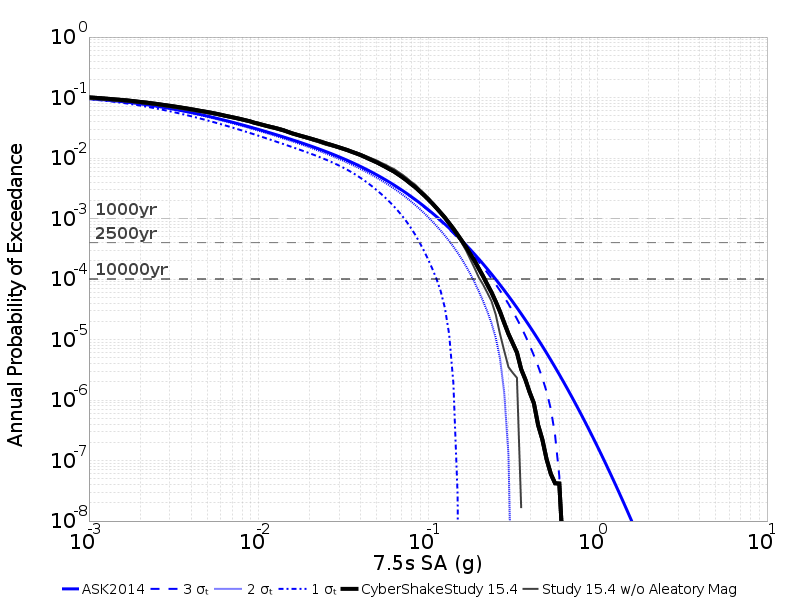 10^0
10^-1
10^-2
10^-3
10^-4
10^-5
10^-6
10^-7
10^-8
Annual Probability of Exceedance
1000yr
2500yr
10000yr
10^-3 10^-2 10^-1 10^0 10^1
7.5s SA (g)
ASK2014 3 σₜ 2 σₜ 1 σₜ CyberShakeStudy 15.4 Study 15.4 w/o Aleatory Mag